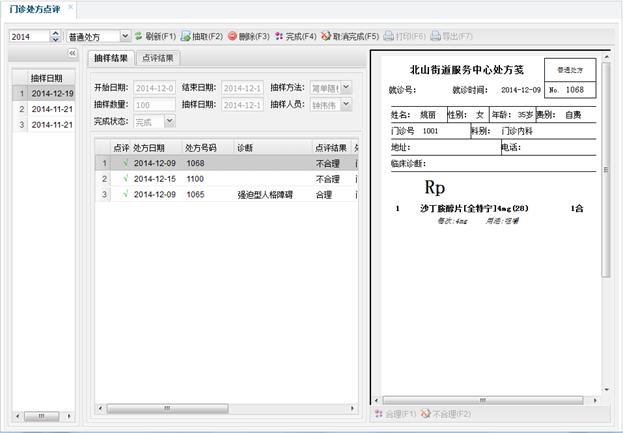 门诊处方点评
2014 普通处方 刷新(F1) 抽取(F2) 删除(F3) 完成(F4) 取消完成(F5) 打印(F6) 导出(F7)
抽样日期
1 2014-12-19
2 2014-11-21
3 2014-11-21
抽样结果 点评结果
开始日期: 2014-12-0 结束日期: 2014-12-1 抽样方法: 简单随
抽样数量: 100 抽样日期: 2014-12-1 抽样人员: 钟伟伟
完成状态: 完成
点评 处方日期 处方号码 诊断 点评结果
1 √ 2014-12-09 1068 不合理
2 √ 2014-12-15 1100 不合理
3 √ 2014-12-09 1065 强迫型人格障碍 合理
北山街道服务中心处方笺 普通处方
就诊号: 就诊时间: 2014-12-09 No. 1068
姓名: 姚丽 性别: 女 年龄: 35岁 费别: 自费
门诊号 1001 科别: 门诊内科
地址: 电话:
临床诊断:
Rp
1 沙丁胺醇片[全特宁]4mg(28) 1合
每次:4mg 用法:咀嚼
合理(F1) 不合理(F2)